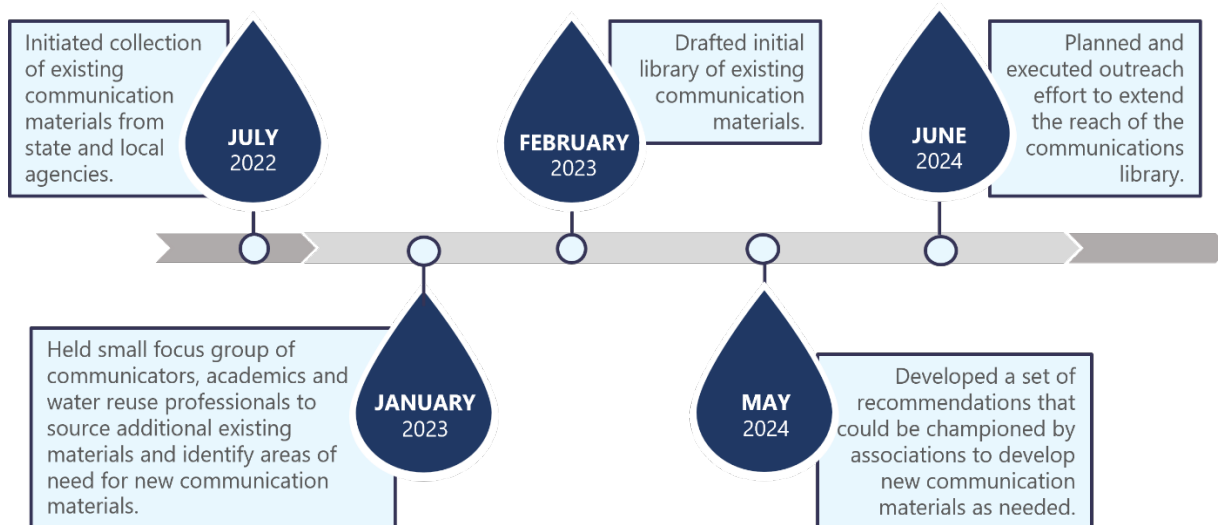 Initiated collection
of existing
communication
materials from
state and local
agencies.
JULY
2022
Drafted initial
library of existing
communication
materials.
FEBRUARY
2023
Planned and
executed outreach
effort to extend
the reach of the
communications
library.
JUNE
2024
Held small focus group of
communicators, academics and
water reuse professionals to
source additional existing
materials and identify areas of
need for new communication
materials.
JANUARY
2023
MAY
2024
Developed a set of
recommendations that
could be championed by
associations to develop
new communication
materials as needed.